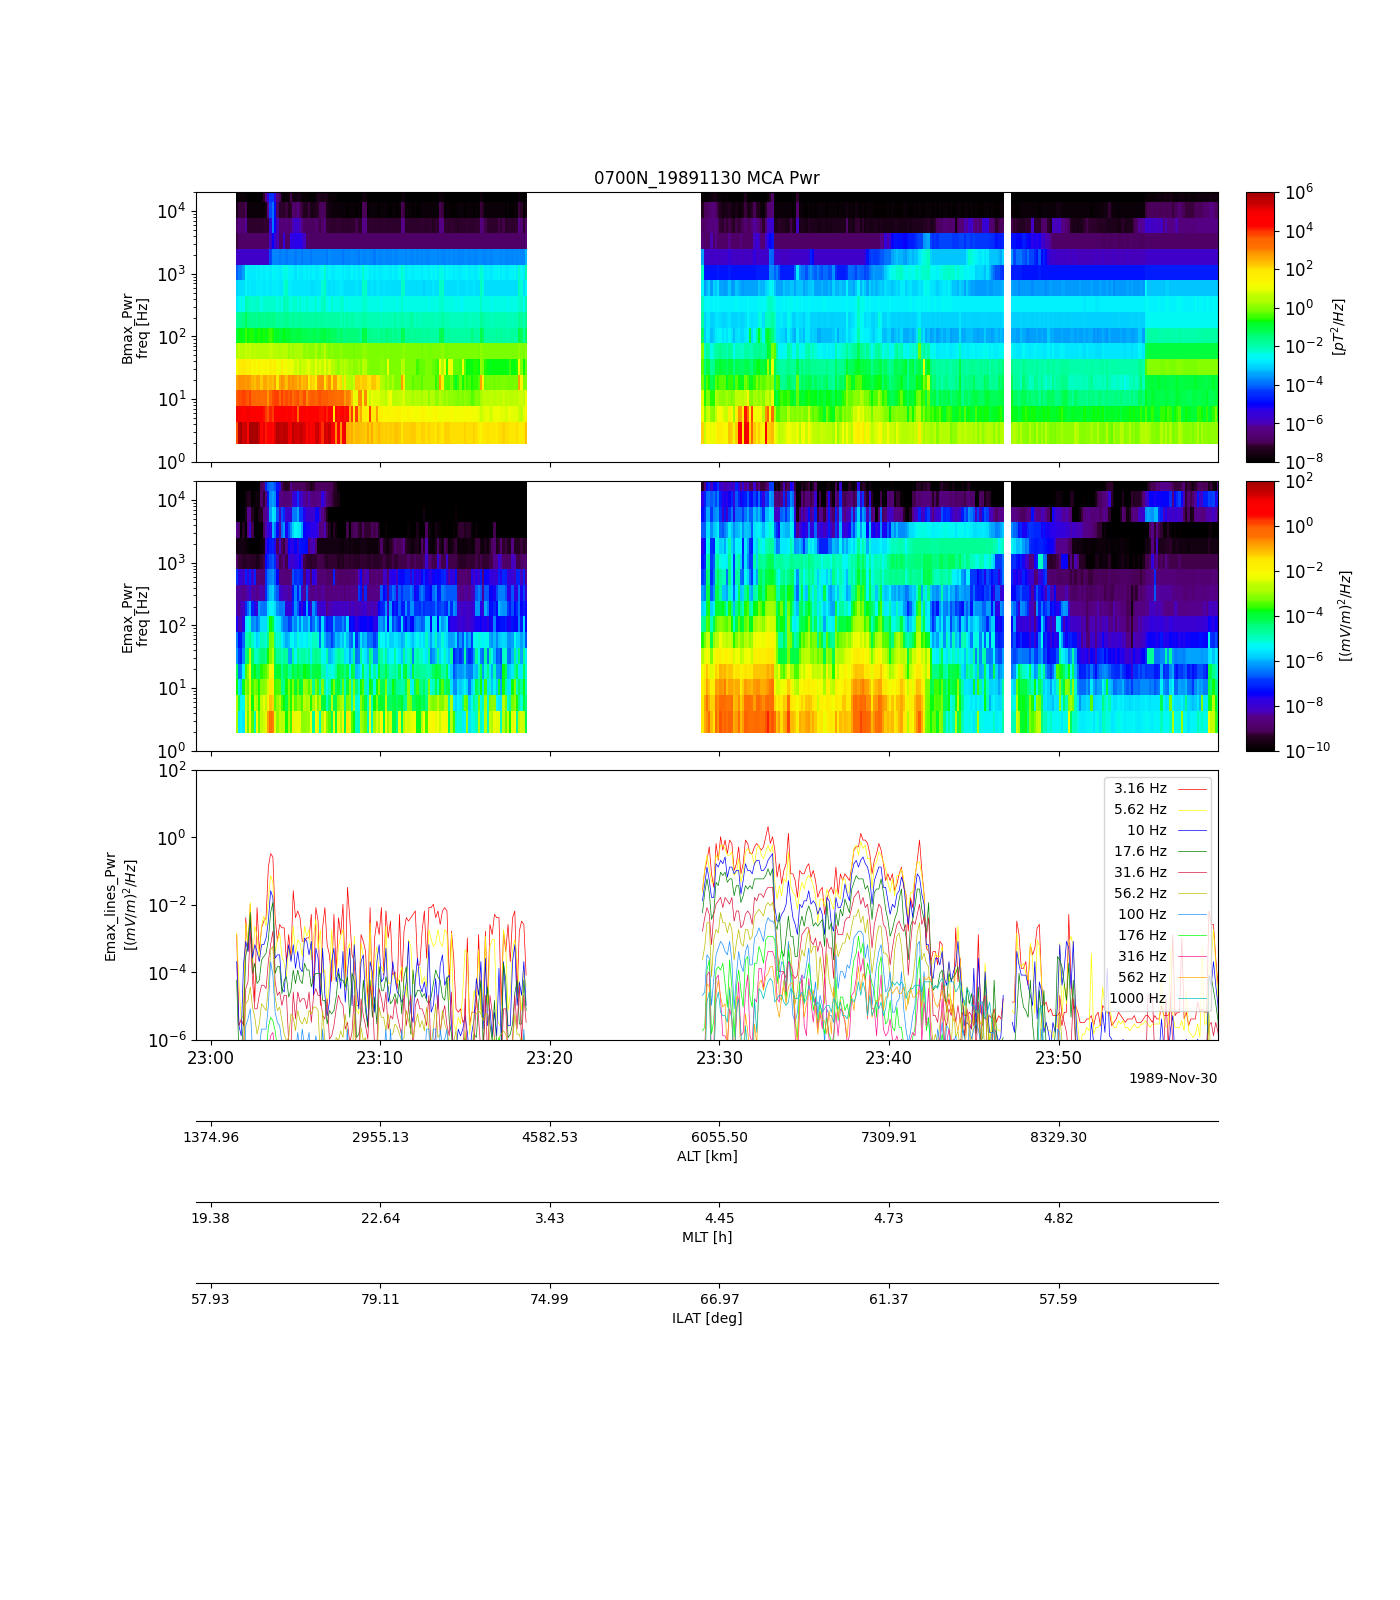 0700N_19891130 MCA Pwr
10^4
10^3
10^2
10^1
10^0
Bmax_Pwr
freq [Hz]
10^6
10^4
10^2
10^0
10^-2
10^-4
10^-6
10^-8
[pT^2/Hz]
10^4
10^3
10^2
10^1
10^0
Emax_Pwr
freq [Hz]
10^2
10^0
10^-2
10^-4
10^-6
10^-8
10^-10
[(mV/m)^2/Hz]
10^2
10^0
10^-2
10^-4
10^-6
Emax_lines_Pwr
[(mV/m)^2/Hz]
3.16 Hz
5.62 Hz
10 Hz
17.6 Hz
31.6 Hz
56.2 Hz
100 Hz
176 Hz
316 Hz
562 Hz
1000 Hz
23:00 23:10 23:20 23:30 23:40 23:50
1989-Nov-30
1374.96 2955.13 4582.53 6055.50 7309.91 8329.30
ALT [km]
19.38 22.64 3.43 4.45 4.73 4.82
MLT [h]
57.93 79.11 74.99 66.97 61.37 57.59
ILAT [deg]